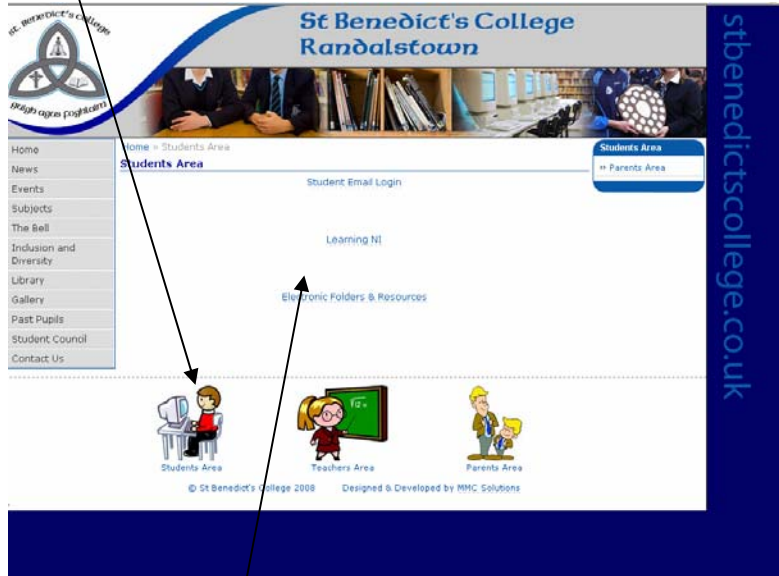 St. Benedict's College
guigh agus foghlaim
St Benedict's College
Randalstown
stbenedictscollege.co.uk
Home
News
Events
Subjects
The Bell
Inclusion and
Diversity
Library
Gallery
Past Pupils
Student Council
Contact Us
Home » Students Area
Students Area
Student Email Login
Learning NI
Electronic Folders & Resources
Students Area
» Parents Area
Students Area
Teachers Area
Parents Area
© St Benedict's College 2008 Designed & Developed by MMC Solutions